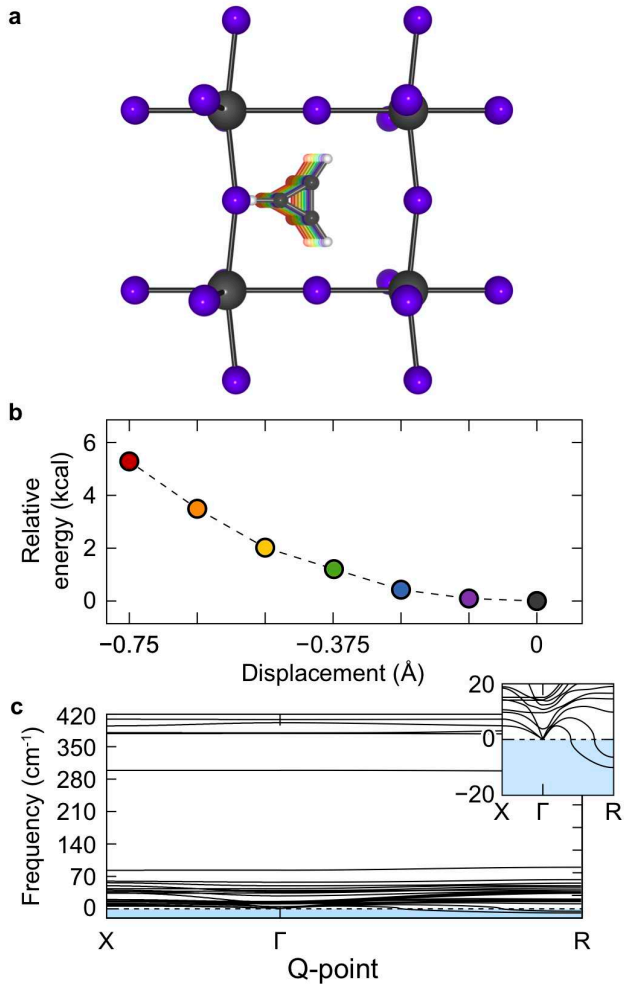 a
b
Relative
energy (kcal)
6
4
2
0
−0.75
−0.375
0
Displacement (Å)
c
Frequency (cm⁻¹)
420
350
280
210
140
70
0
X
Γ
R
Q-point
20
0
−20
X
Γ
R